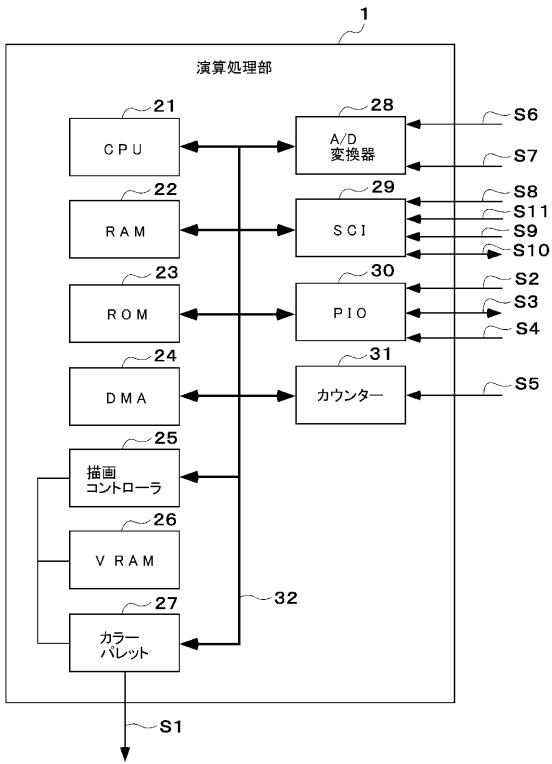 1
演算処理部
21
CPU
28
A/D
変換器
S6
S7
22
RAM
29
SCI
S8
S11
S9
S10
23
ROM
30
PIO
S2
S3
S4
24
DMA
31
カウンター
S5
25
描画
コントローラ
26
V RAM
27
カラー
パレット
32
S1